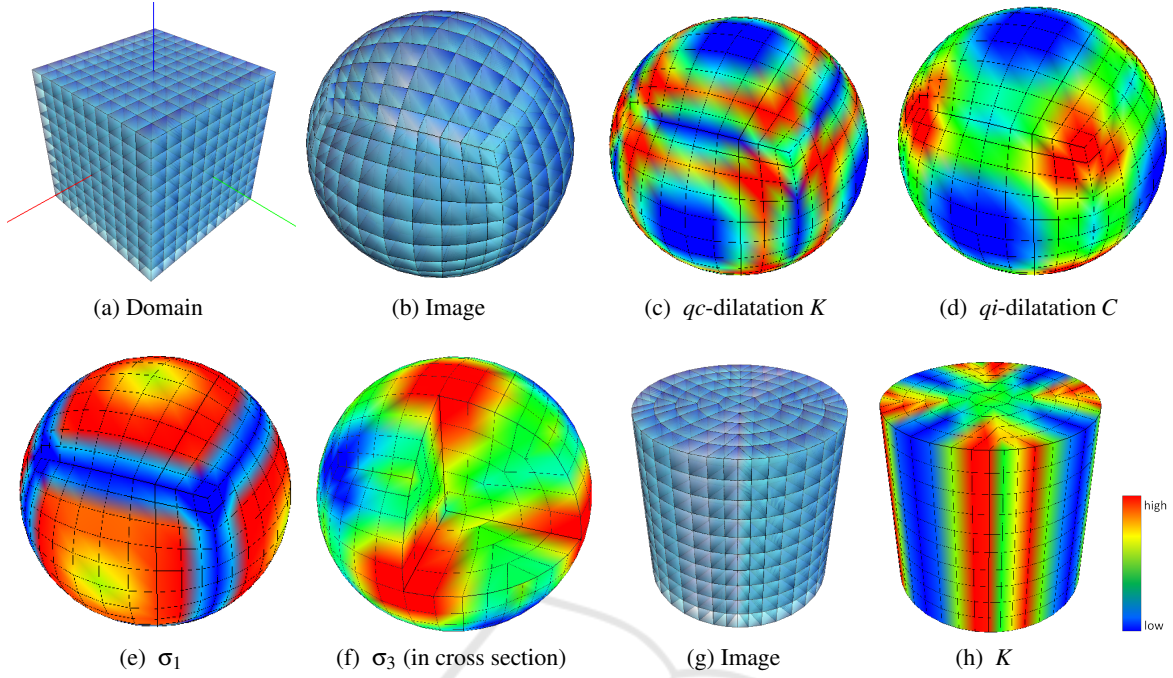 (a) Domain
(b) Image
(c) qc-dilatation K
(d) qi-dilatation C
high
low
(e) σ₁
(f) σ₃ (in cross section)
(g) Image
(h) K